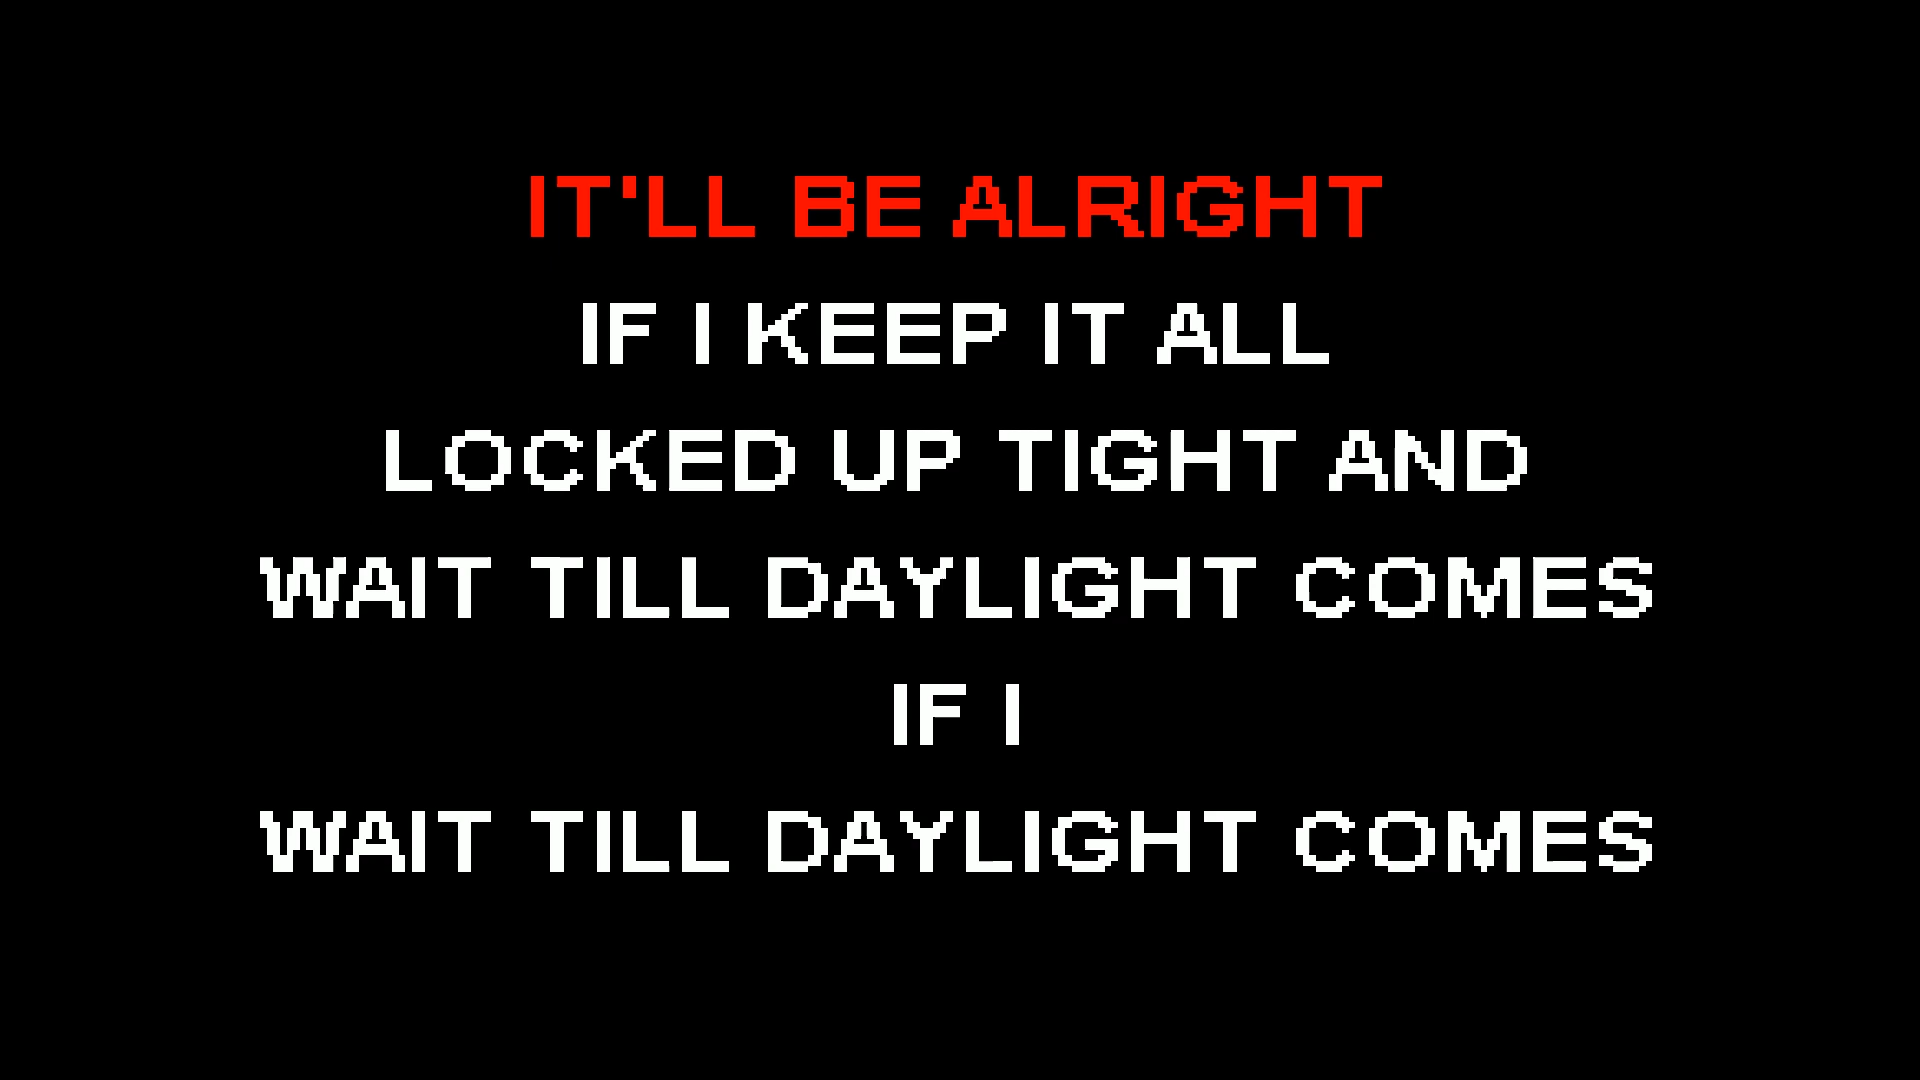 IT'LL BE ALRIGHT
IF I KEEP IT ALL
LOCKED UP TIGHT AND
WAIT TILL DAYLIGHT COMES
IF I
WAIT TILL DAYLIGHT COMES